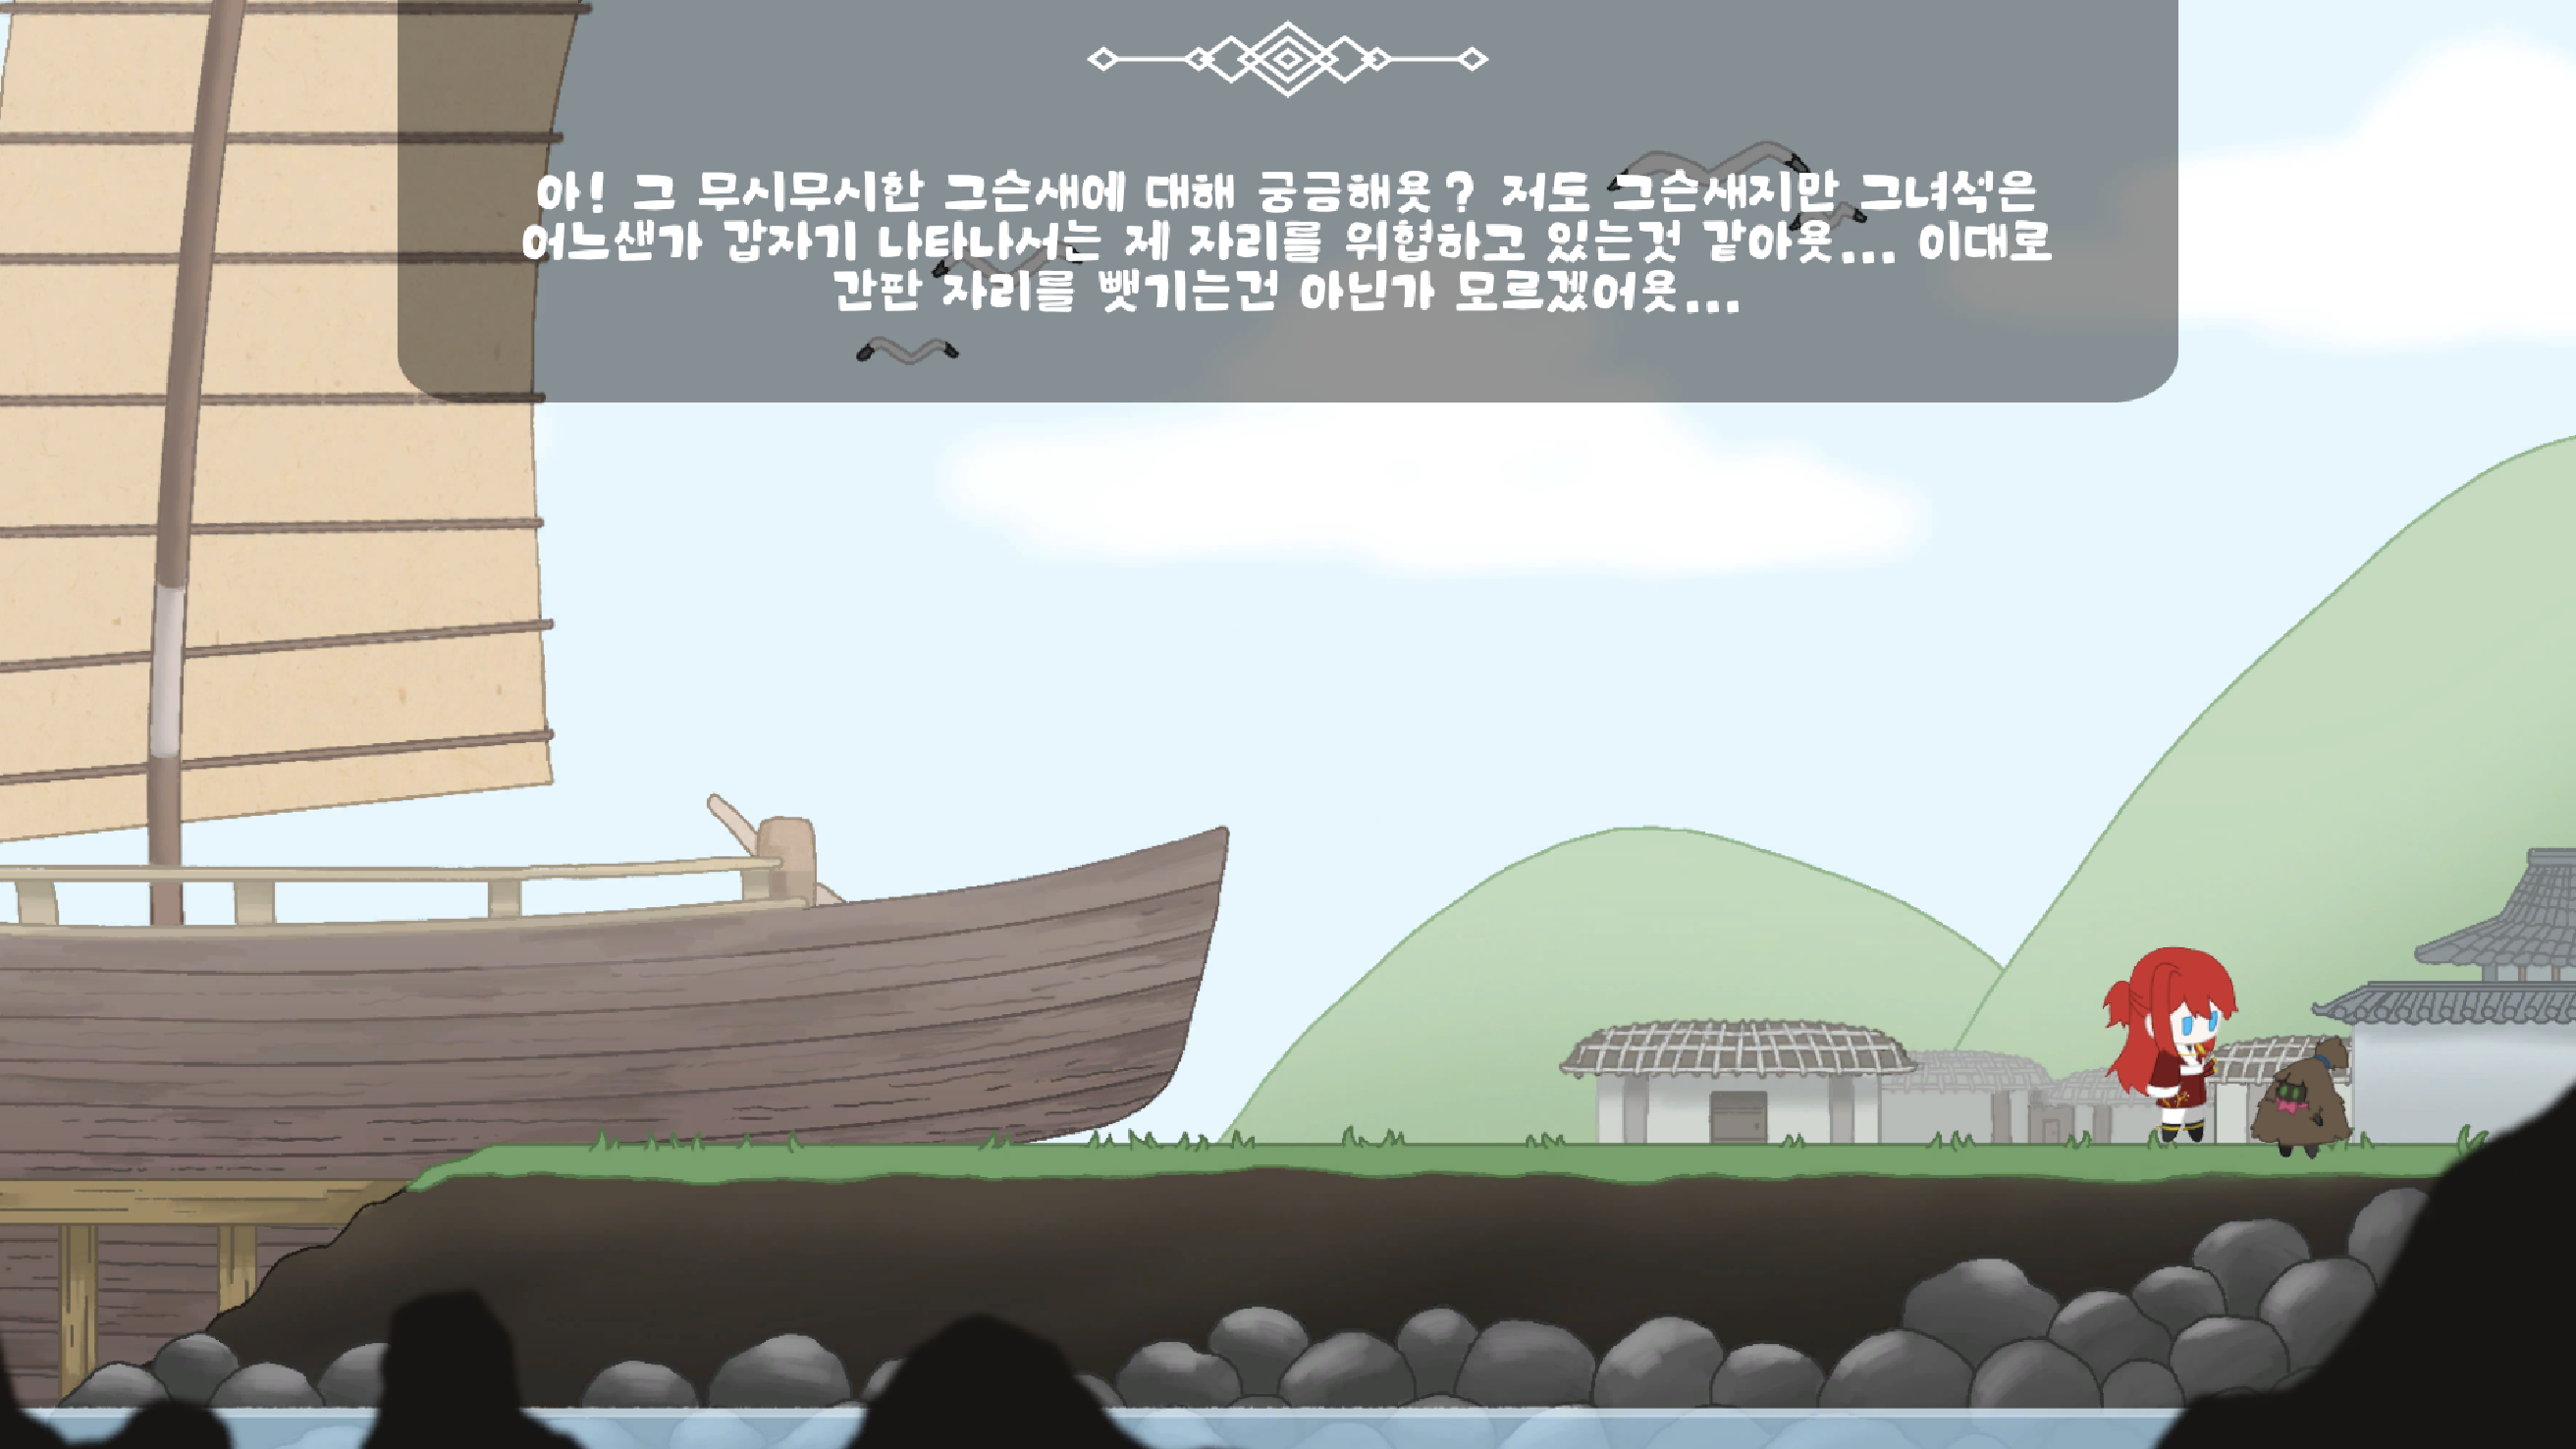 아! 그 무시무시한 그슨새에 대해 궁금해욧? 저도 그슨새지만 그녀석은
어느샌가 갑자기 나타나서는 제 자리를 위협하고 있는것 같아욧... 이대로
간판 자리를 뺏기는건 아닌가 모르겠어욧...